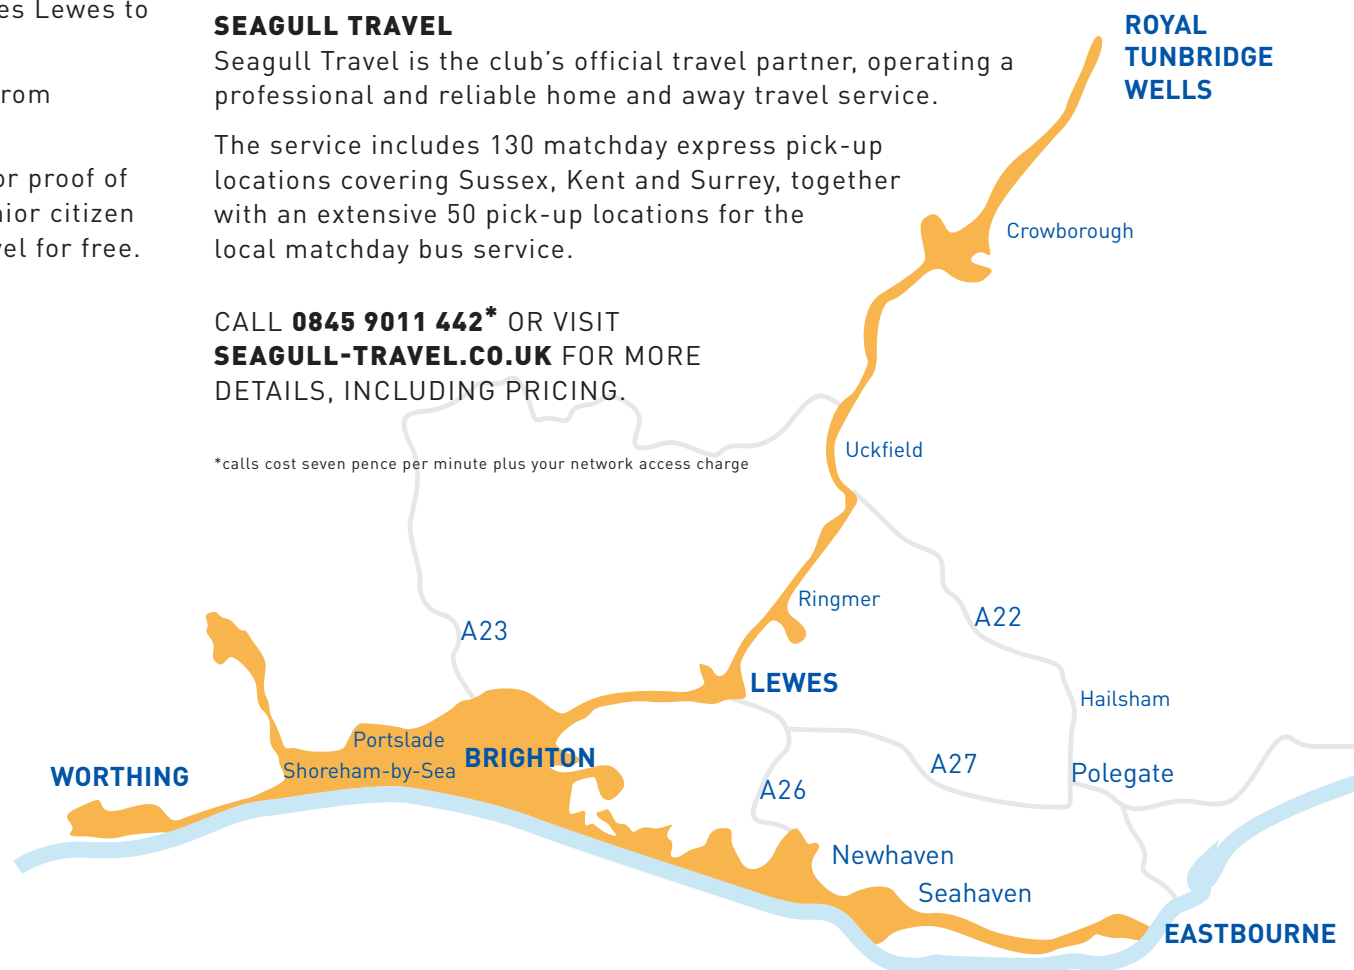 es Lewes to
rom
or proof of
nior citizen
vel for free.
SEAGULL TRAVEL
Seagull Travel is the club’s official travel partner, operating a
professional and reliable home and away travel service.
The service includes 130 matchday express pick-up
locations covering Sussex, Kent and Surrey, together
with an extensive 50 pick-up locations for the
local matchday bus service.
CALL 0845 9011 442* OR VISIT
SEAGULL-TRAVEL.CO.UK FOR MORE
DETAILS, INCLUDING PRICING.
*calls cost seven pence per minute plus your network access charge
ROYAL
TUNBRIDGE
WELLS
Crowborough
Uckfield
Ringmer
A23
A22
LEWES
Hailsham
Portslade
BRIGHTON
Shoreham-by-Sea
WORTHING
A27
Polegate
A26
Newhaven
Seahaven
EASTBOURNE